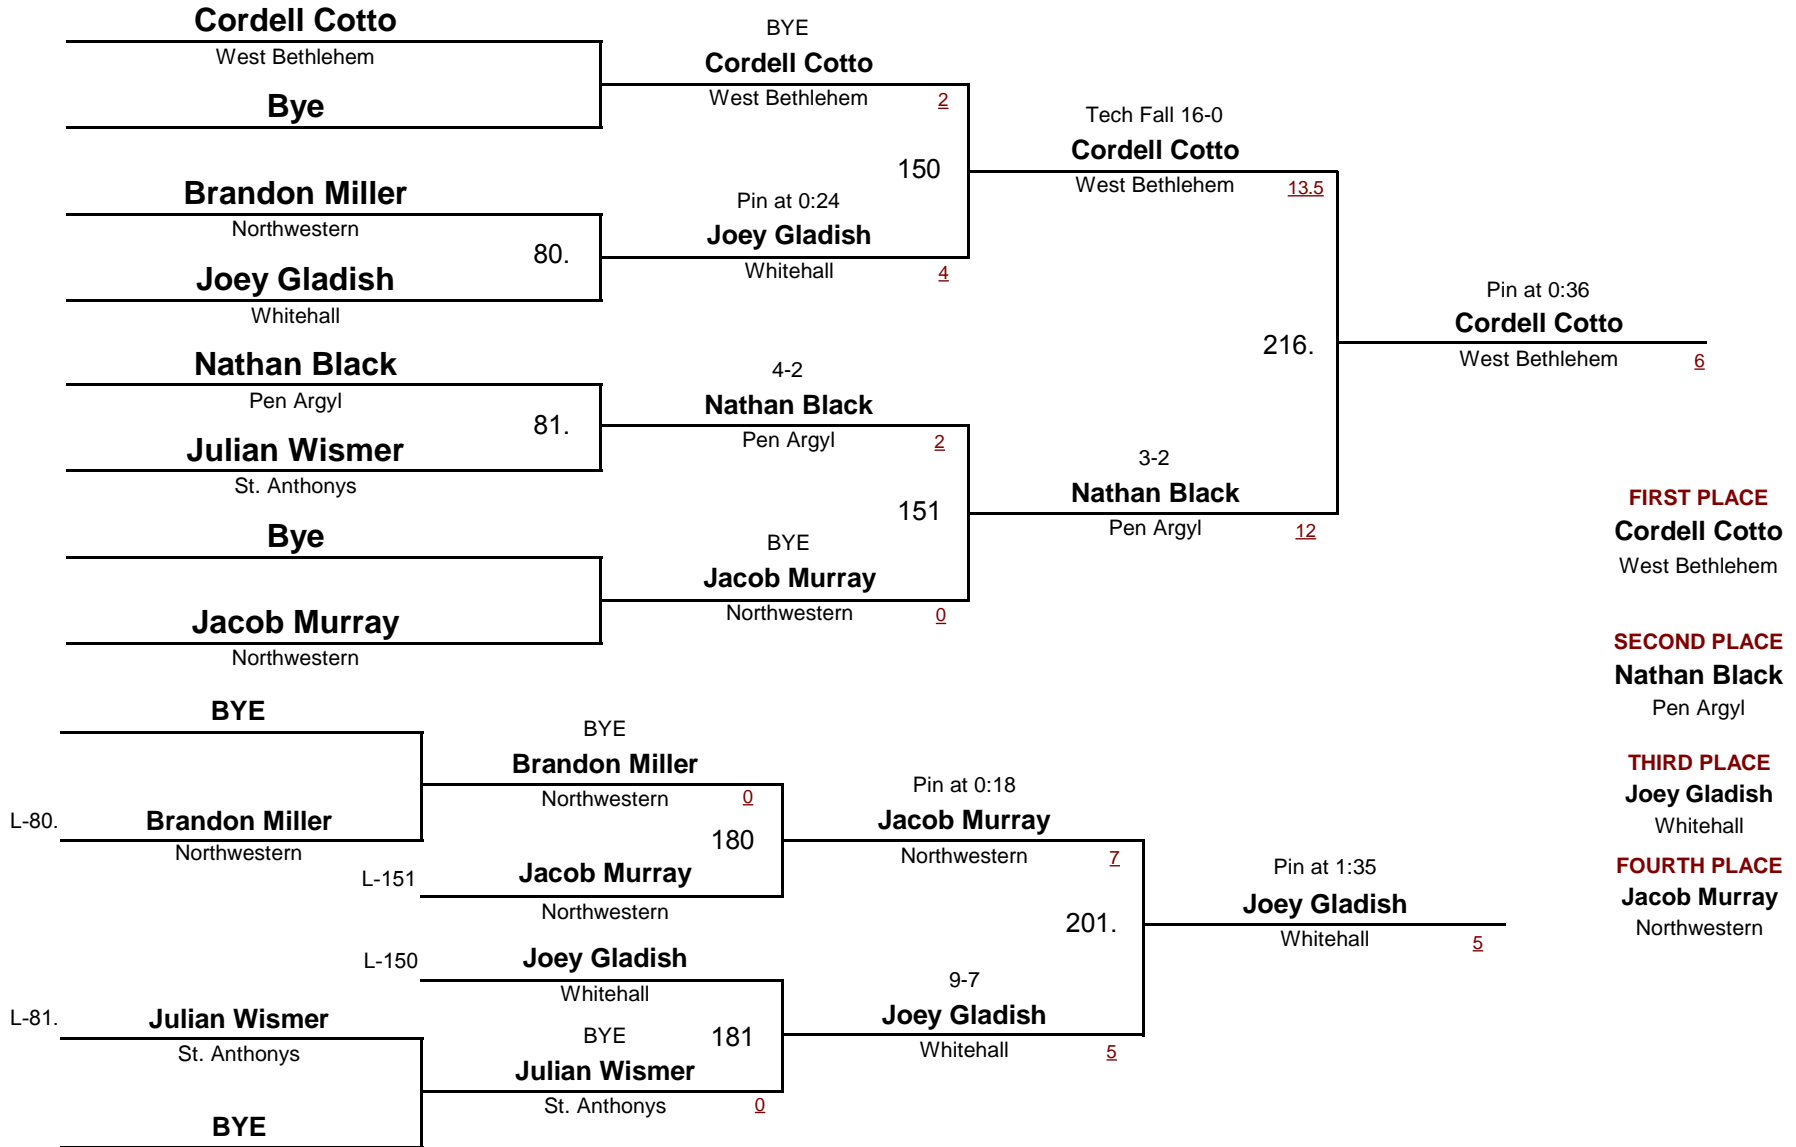 Cordell Cotto
West Bethlehem
Bye
BYE
Cordell Cotto
West Bethlehem 2
Brandon Miller
Northwestern
80.
Joey Gladish
Whitehall
150
Pin at 0:24
Joey Gladish
Whitehall 4
Tech Fall 16-0
Cordell Cotto
West Bethlehem 13.5
Nathan Black
Pen Argyl
81.
Julian Wismer
St. Anthonys
4-2
Nathan Black
Pen Argyl 2
Bye
Jacob Murray
Northwestern
151
BYE
Jacob Murray
Northwestern 0
3-2
Nathan Black
Pen Argyl 12
216.
Pin at 0:36
Cordell Cotto
West Bethlehem 6
FIRST PLACE
Cordell Cotto
West Bethlehem
SECOND PLACE
Nathan Black
Pen Argyl
THIRD PLACE
Joey Gladish
Whitehall
FOURTH PLACE
Jacob Murray
Northwestern
BYE
L-80. Brandon Miller
Northwestern
BYE
Brandon Miller
Northwestern 0
180
L-151 Jacob Murray
Northwestern
Pin at 0:18
Jacob Murray
Northwestern 7
L-150 Joey Gladish
Whitehall
L-81. Julian Wismer
St. Anthonys
BYE
BYE 181
Julian Wismer
St. Anthonys 0
9-7
Joey Gladish
Whitehall 5
201.
Pin at 1:35
Joey Gladish
Whitehall 5